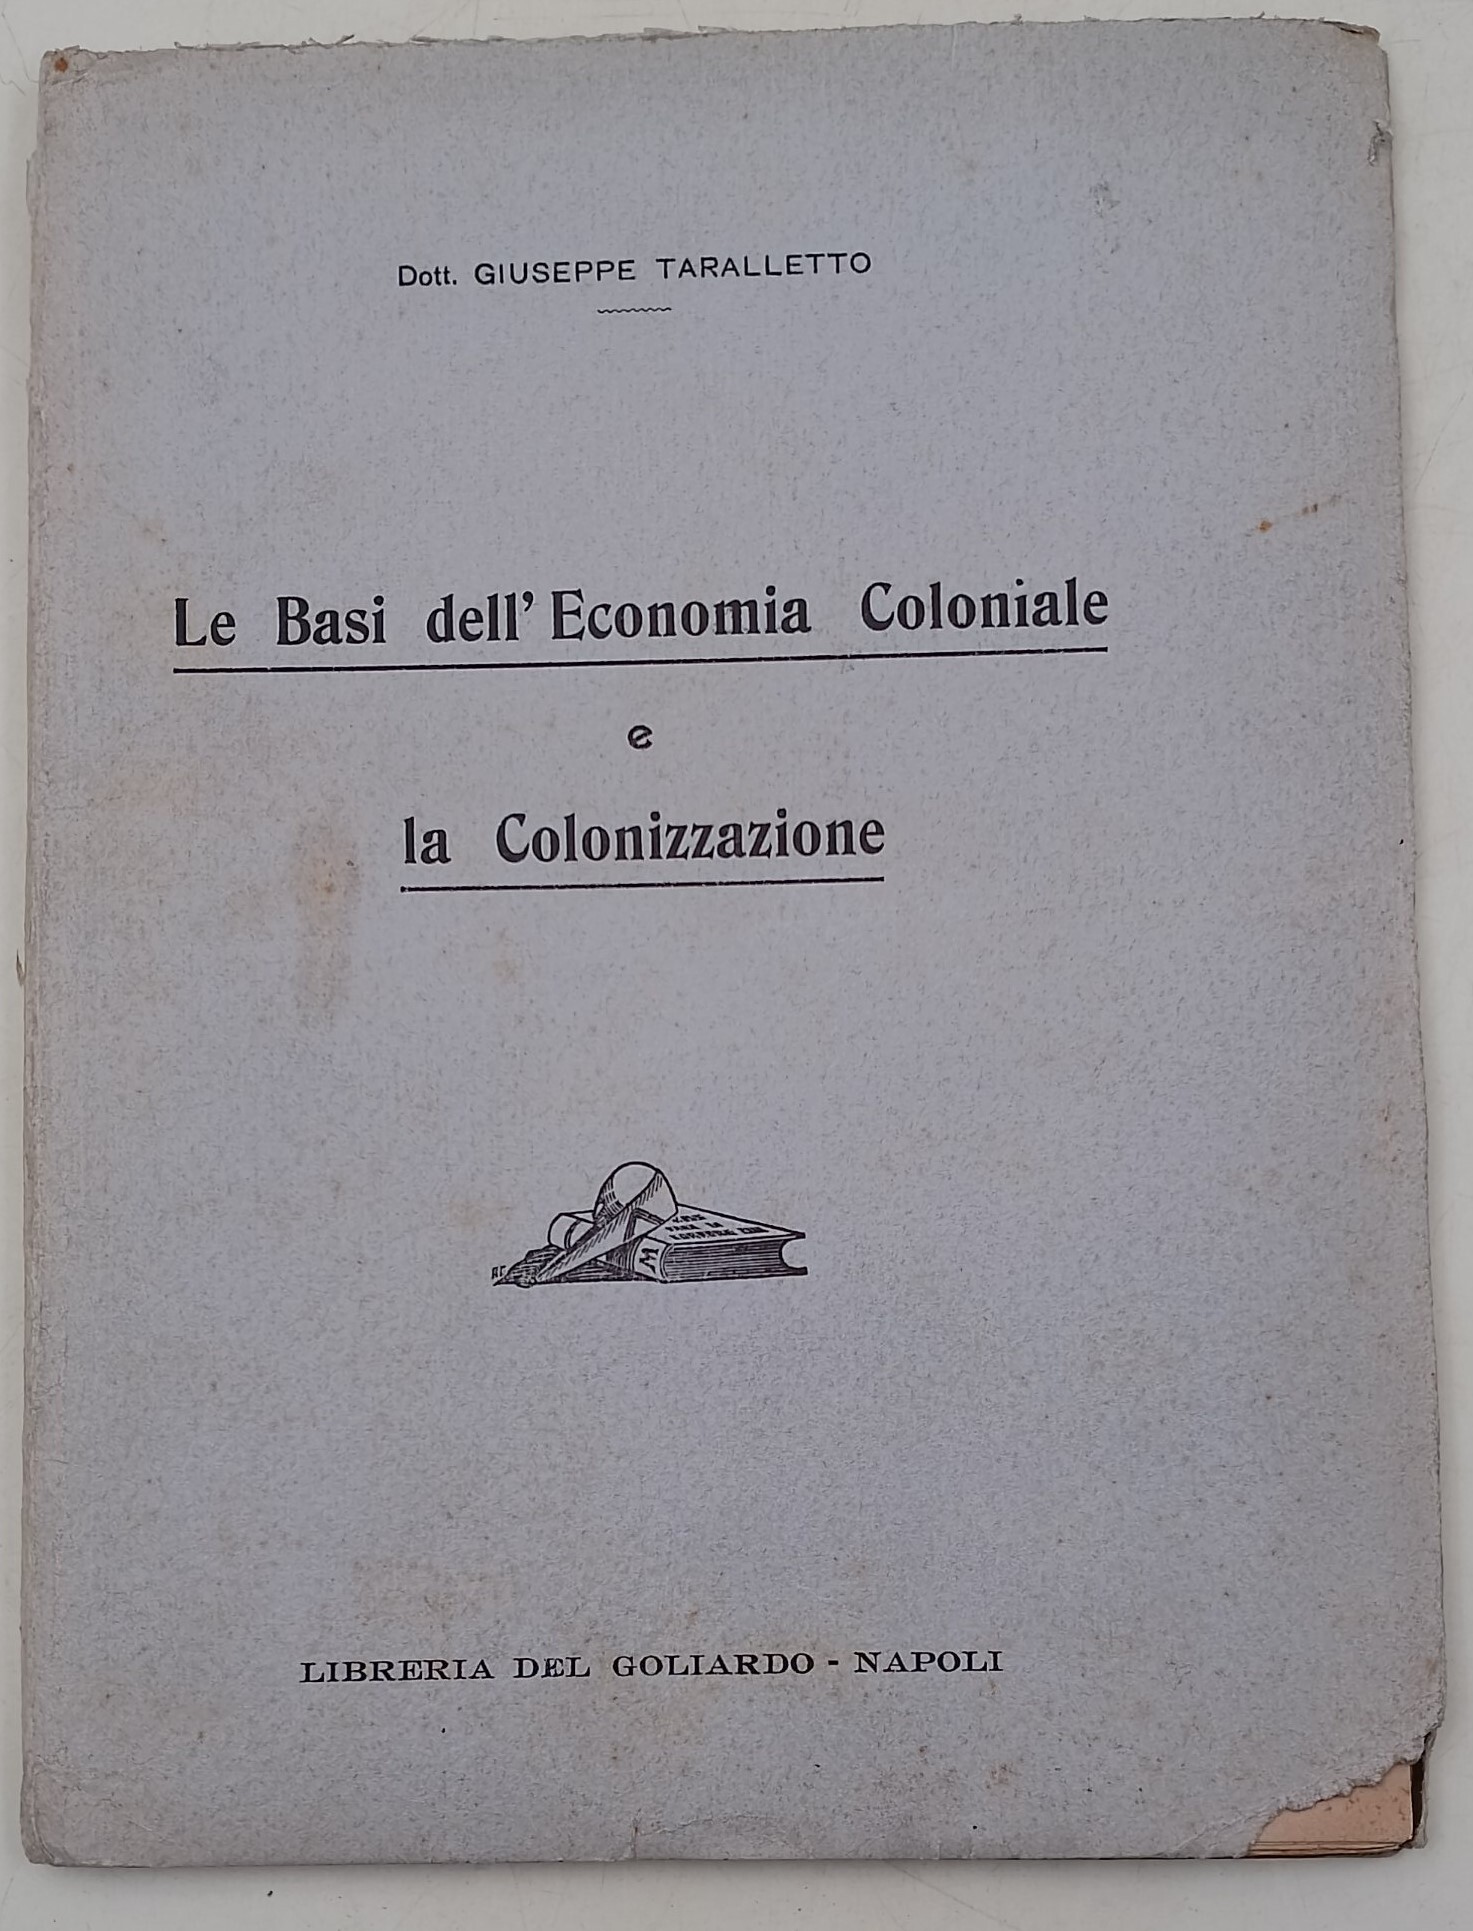 Dott. GIUSEPPE TARALLETTO
Le Basi dell' Economia Coloniale
e
la Colonizzazione
M
LIBRERIA DEL GOLIARDO - NAPOLI